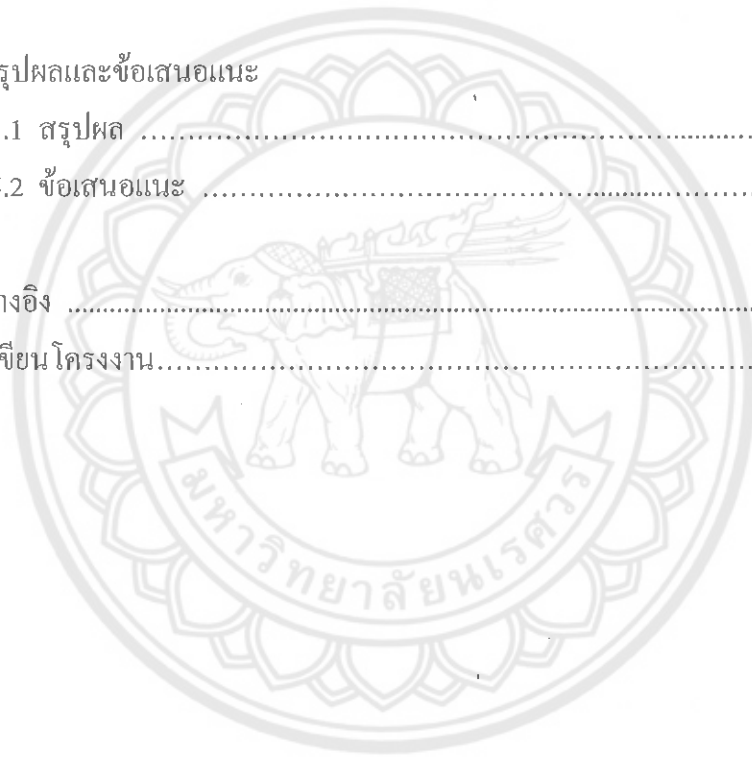 รุปผลและข้อเสนอแนะ
.1 สรุปผล ................................................................
.2 ข้อเสนอแนะ ................................................................
างอิง ................................................................
ขียนโครงงาน................................................................
มหาวิทยาลัยนเรศวร